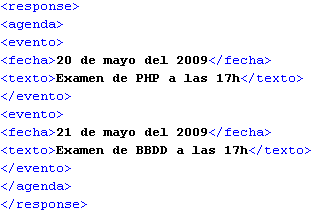 <response>
<agenda>
<evento>
<fecha>20 de mayo del 2009</fecha>
<texto>Examen de PHP a las 17h</texto>
</evento>
<evento>
<fecha>21 de mayo del 2009</fecha>
<texto>Examen de BBDD a las 17h</texto>
</evento>
</agenda>
</response>